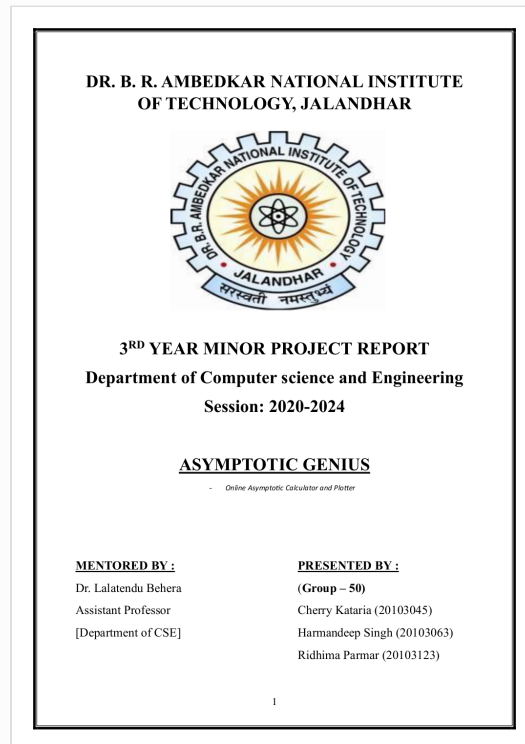 DR. B. R. AMBEDKAR NATIONAL INSTITUTE
OF TECHNOLOGY, JALANDHAR
DR. B.R. AMBEDKAR NATIONAL INSTITUTE OF TECHNOLOGY
JALANDHAR
सरस्वती नमस्तुभ्यं
3RD YEAR MINOR PROJECT REPORT
Department of Computer science and Engineering
Session: 2020-2024
ASYMPTOTIC GENIUS
- Online Asymptotic Calculator and Plotter
MENTORED BY :
Dr. Lalatendu Behera
Assistant Professor
[Department of CSE]
PRESENTED BY :
(Group – 50)
Cherry Kataria (20103045)
Harmandeep Singh (20103063)
Ridhima Parmar (20103123)
1